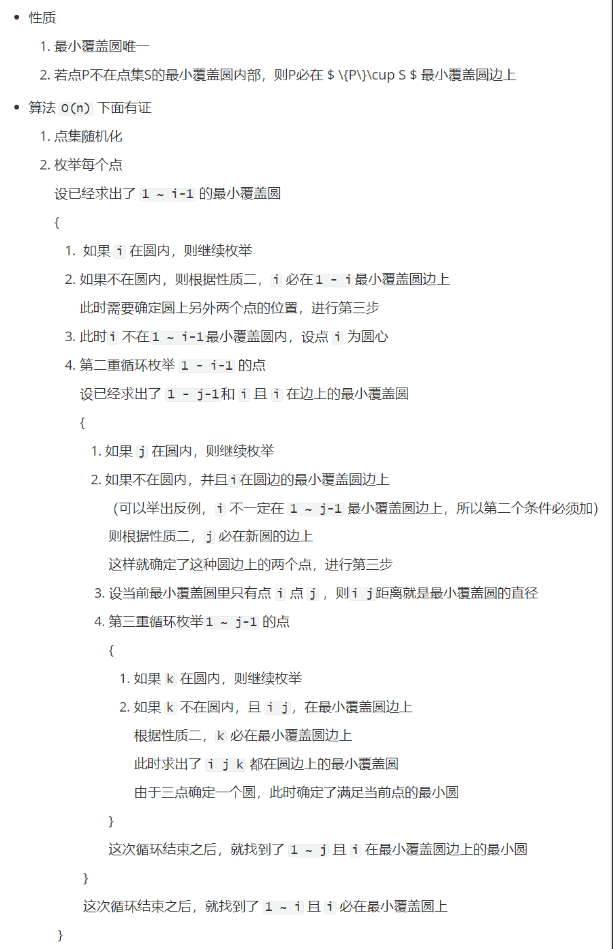 • 性质
1. 最小覆盖圆唯一
2. 若点P不在点集S的最小覆盖圆内部，则P必在 $ \{P\}\cup S $ 最小覆盖圆边上
• 算法 O(n) 下面有证
1. 点集随机化
2. 枚举每个点
设已经求出了 1 ~ i-1 的最小覆盖圆
{
1. 如果 i 在圆内，则继续枚举
2. 如果不在圆内，则根据性质二，i 必在 1 - i 最小覆盖圆边上
此时需要确定圆上另外两个点的位置，进行第三步
3. 此时 i 不在 1 ~ i-1 最小覆盖圆内，设点 i 为圆心
4. 第二重循环枚举 1 - i-1 的点
设已经求出了 1 - j-1 和 i 且 i 在边上的最小覆盖圆
{
1. 如果 j 在圆内，则继续枚举
2. 如果不在圆内，并且 i 在圆边的最小覆盖圆边上
（可以举出反例，i 不一定在 1 ~ j-1 最小覆盖圆边上，所以第二个条件必须加）
则根据性质二，j 必在新圆的边上
这样就确定了这种圆边上的两个点，进行第三步
3. 设当前最小覆盖圆里只有点 i 点 j ，则 i j 距离就是最小覆盖圆的直径
4. 第三重循环枚举 1 ~ j-1 的点
{
1. 如果 k 在圆内，则继续枚举
2. 如果 k 不在圆内，且 i j，在最小覆盖圆边上
根据性质二，k 必在最小覆盖圆边上
此时求出了 i j k 都在圆边上的最小覆盖圆
由于三点确定一个圆，此时确定了满足当前点的最小圆
}
这次循环结束之后，就找到了 1 ~ j 且 i 在最小覆盖圆边上的最小圆
}
这次循环结束之后，就找到了 1 ~ i 且 i 必在最小覆盖圆上
}